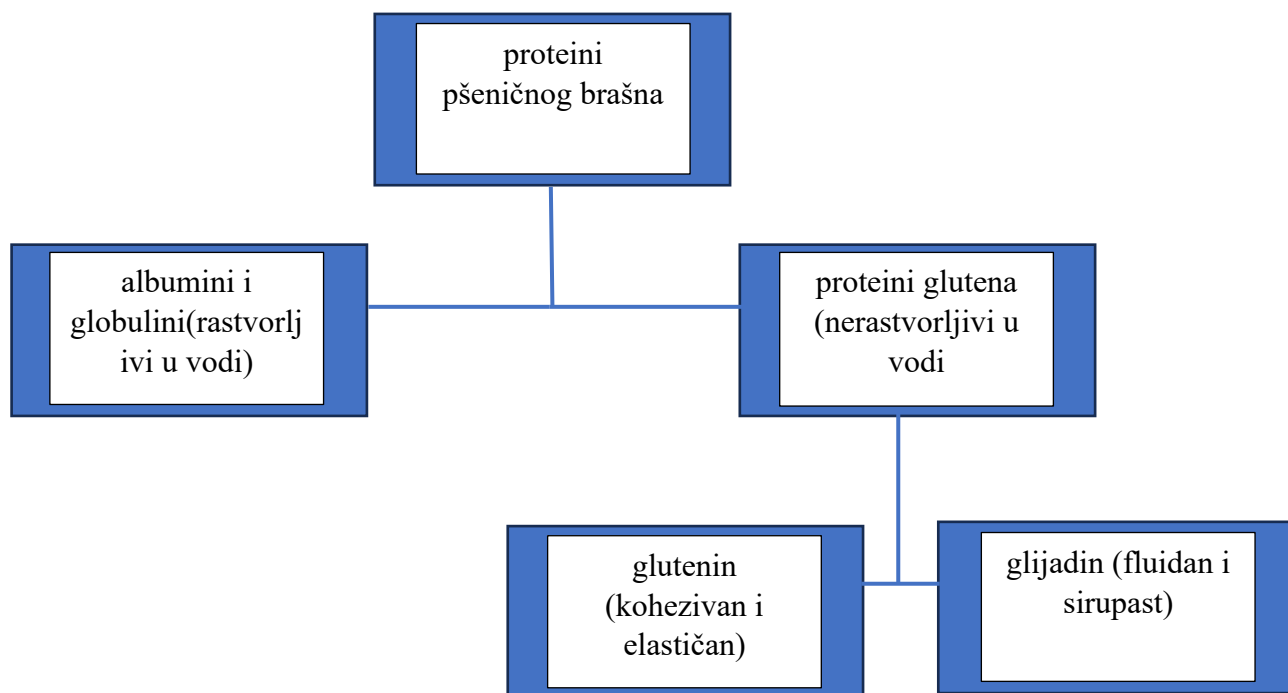 proteini
pšeničnog brašna
albumini i
globulini(rastvorlj
ivi u vodi)
proteini glutena
(nerastvorljivi u
vodi
glutenin
(kohezivan i
elastičan)
glijadin (fluidan i
sirupast)